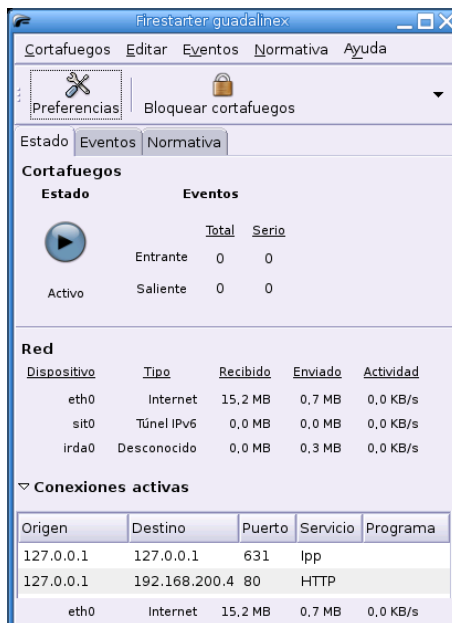 Firestarter guadalinex
Cortafuegos Editar Eventos Normativa Ayuda
Preferencias Bloquear cortafuegos
Estado Eventos Normativa
Cortafuegos
Estado Eventos
Total Serio
Entrante 0 0
Activo Saliente 0 0
Red
Dispositivo Tipo Recibido Enviado Actividad
eth0 Internet 15,2 MB 0,7 MB 0,0 KB/s
sit0 Túnel IPv6 0,0 MB 0,0 MB 0,0 KB/s
irda0 Desconocido 0,0 MB 0,3 MB 0,0 KB/s
Conexiones activas
Origen Destino Puerto Servicio Programa
127.0.0.1 127.0.0.1 631 Ipp
127.0.0.1 192.168.200.4 80 HTTP
eth0 Internet 15,2 MB 0,7 MB 0,0 KB/s